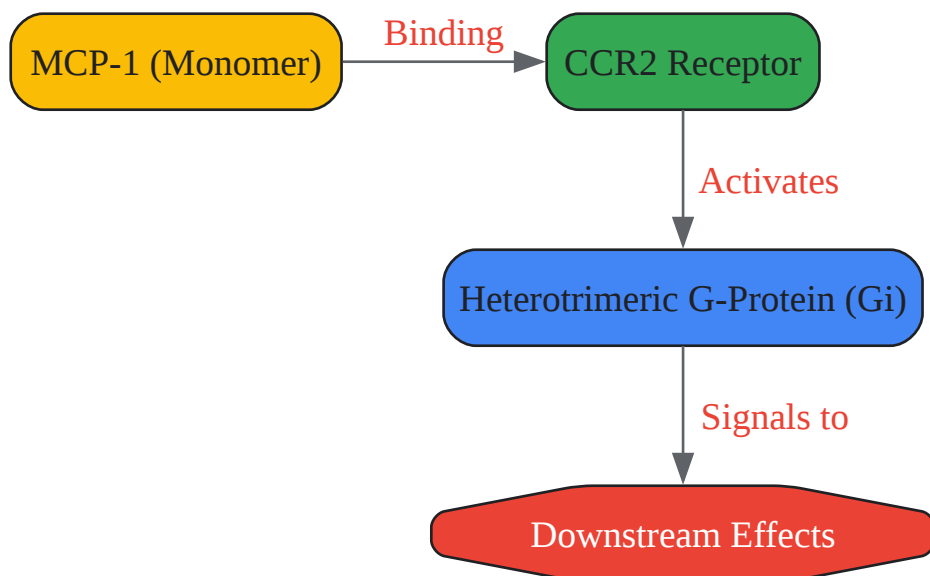 MCP-1 (Monomer)
Binding
CCR2 Receptor
Activates
Heterotrimeric G-Protein (Gi)
Signals to
Downstream Effects